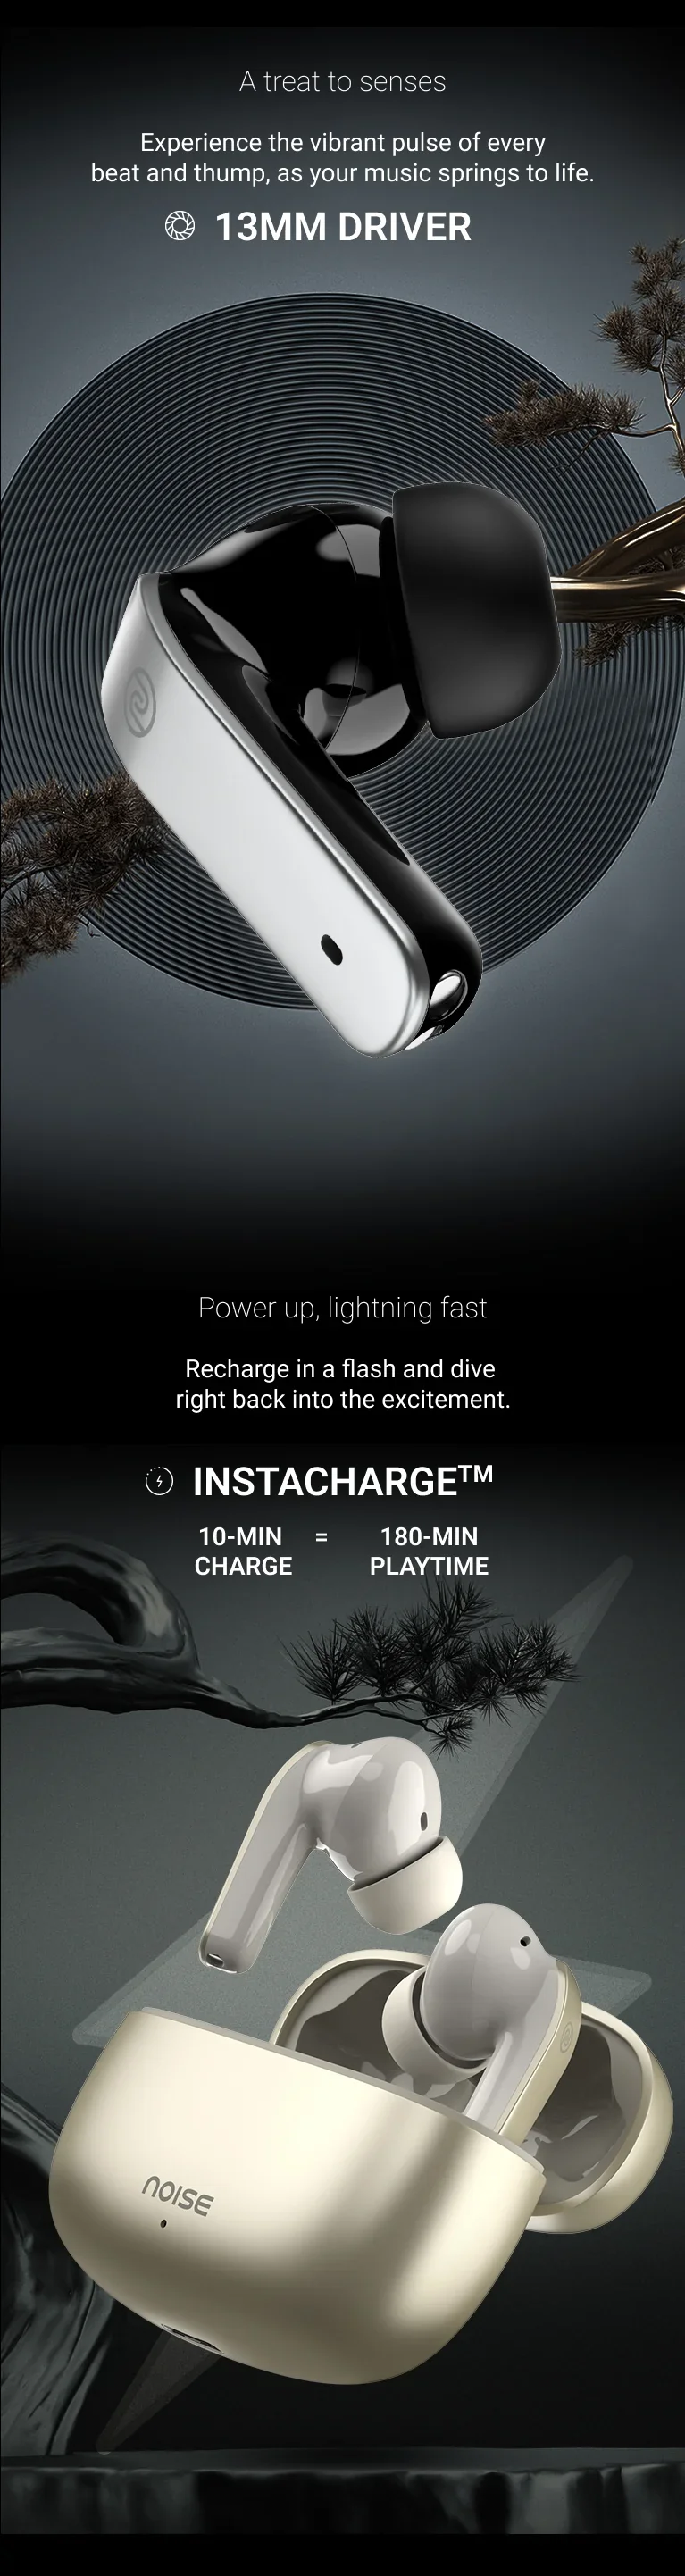 A treat to senses
Experience the vibrant pulse of every
beat and thump, as your music springs to life.
13MM DRIVER
Power up, lightning fast
Recharge in a flash and dive
right back into the excitement.
INSTACHARGE™
10-MIN = 180-MIN
CHARGE PLAYTIME
NOISE